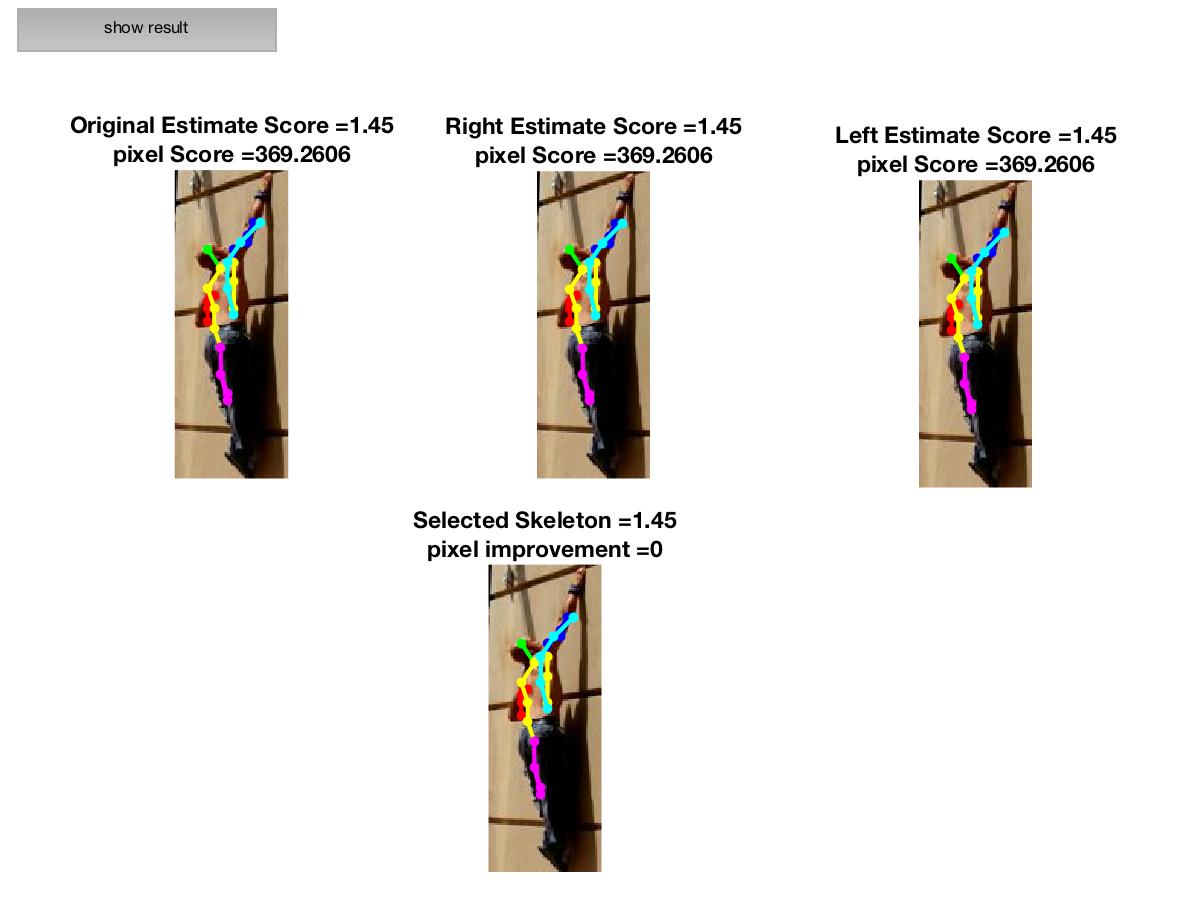 show result
Original Estimate Score =1.45
pixel Score =369.2606
Right Estimate Score =1.45
pixel Score =369.2606
Left Estimate Score =1.45
pixel Score =369.2606
Selected Skeleton =1.45
pixel improvement =0